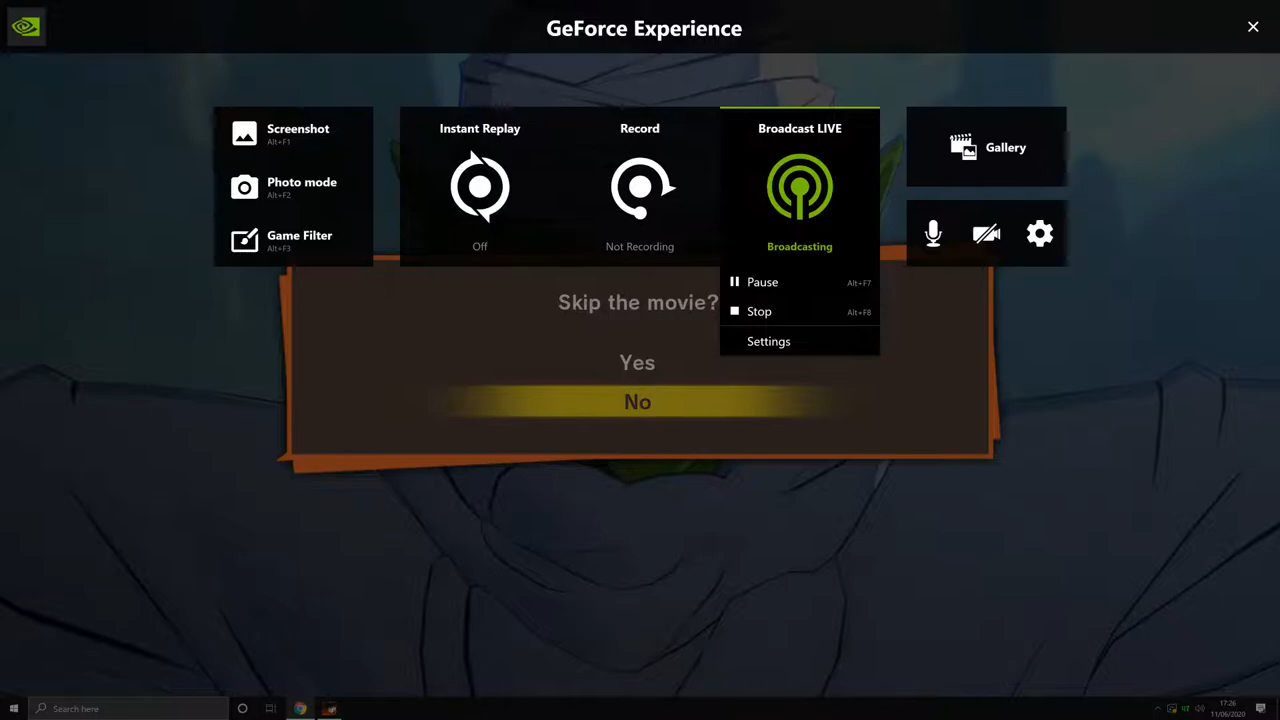 GeForce Experience
Screenshot
Alt+F1
Photo mode
Alt+F2
Game Filter
Alt+F3
Instant Replay
Off
Record
Not Recording
Broadcast LIVE
Broadcasting
Pause Alt+F7
Stop Alt+F8
Settings
Gallery
Skip the movie?
Yes
No
Search here
17:26
11/06/2020